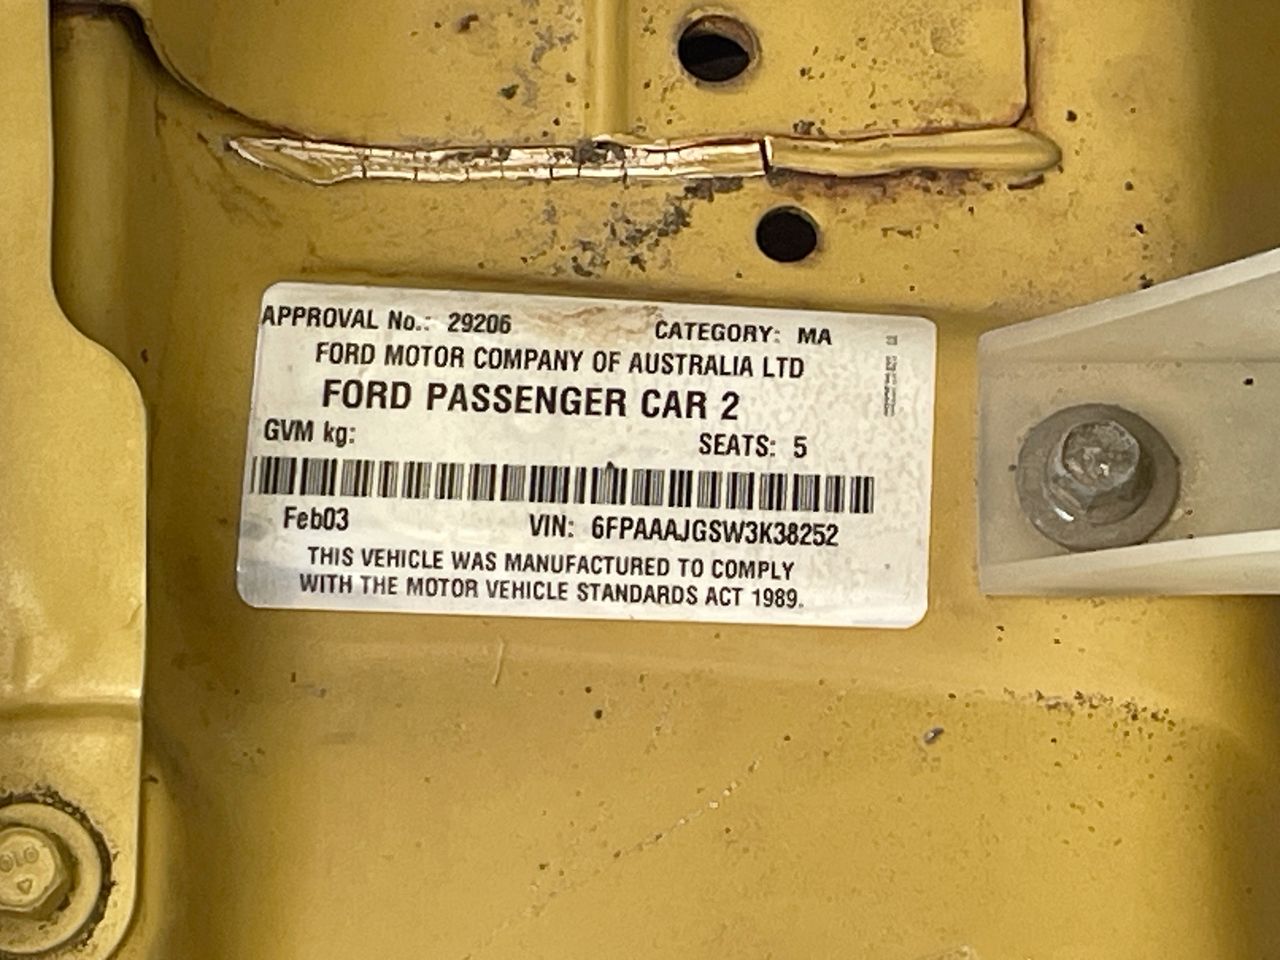 APPROVAL No.: 29206 CATEGORY: MA
FORD MOTOR COMPANY OF AUSTRALIA LTD
FORD PASSENGER CAR 2
GVM kg: SEATS: 5
Feb03 VIN: 6FPAAAJGSW3K38252
THIS VEHICLE WAS MANUFACTURED TO COMPLY
WITH THE MOTOR VEHICLE STANDARDS ACT 1989.